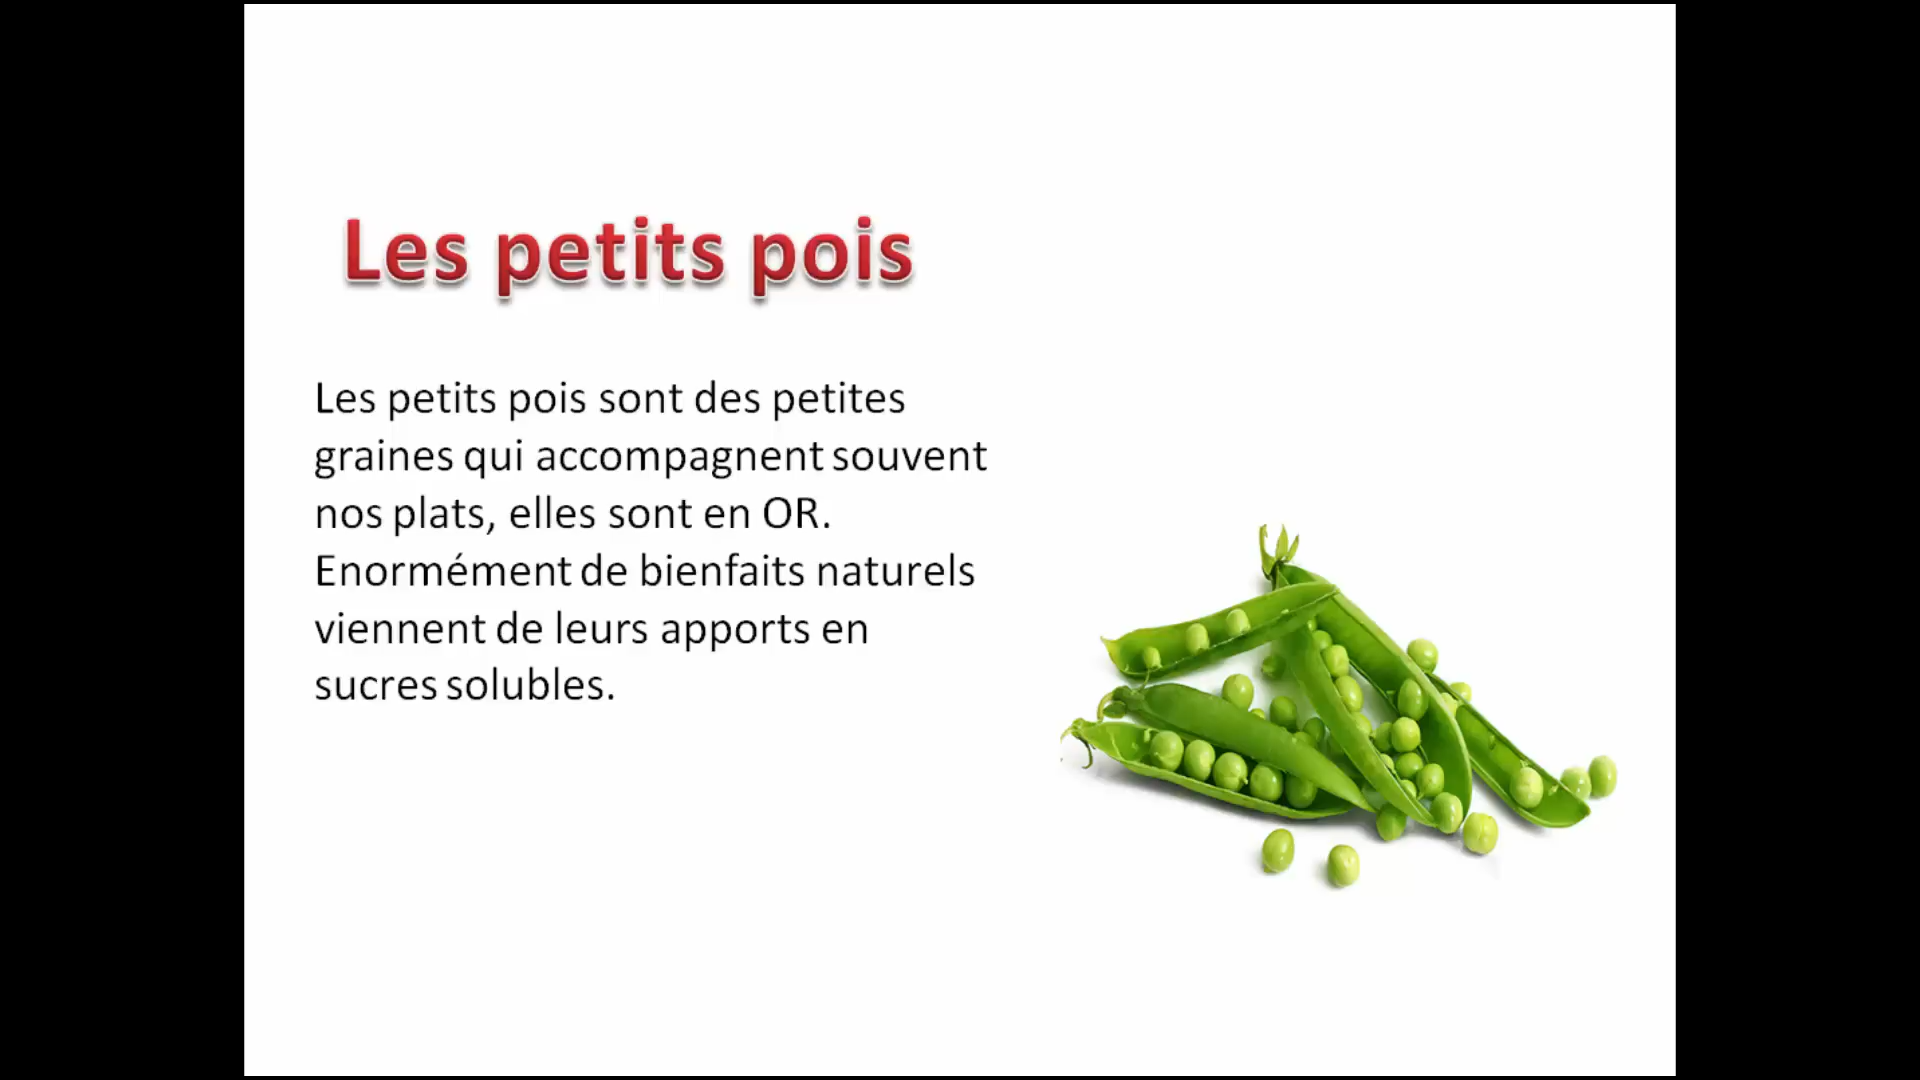 Les petits pois
Les petits pois sont des petites
graines qui accompagnent souvent
nos plats, elles sont en OR.
Enormément de bienfaits naturels
viennent de leurs apports en
sucres solubles.